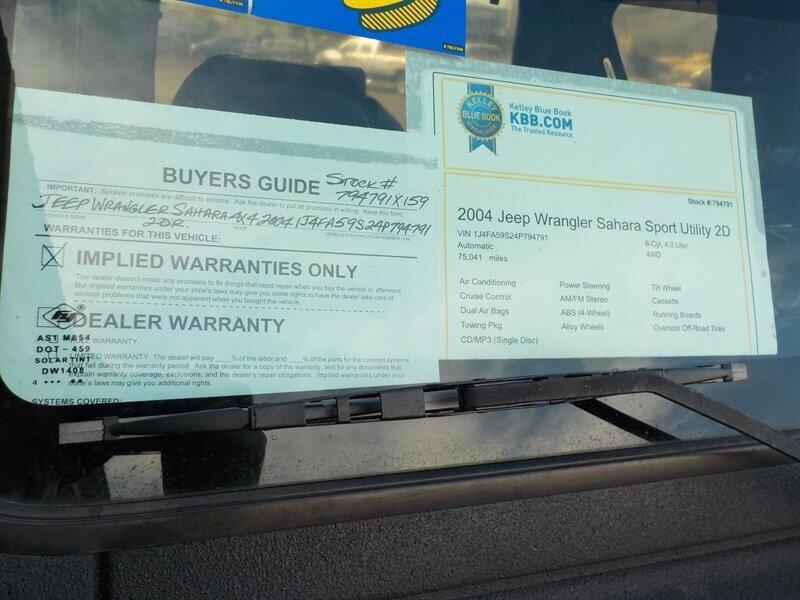 #7BLYVIN
#7BLYVIN
BUYERS GUIDE
STOCK#
794791X159
IMPORTANT: Spoken promises are difficult to enforce. Ask the dealer to put all promises in writing. Keep this form.
JEEP WRANGLER SAHARA 4X4 2004 1J4FA59S24P794791
2DR.
VEHICLE MAKE
YEAR
VEHICLE IDENTIFICATION NUMBER (VIN)
WARRANTIES FOR THIS VEHICLE:
IMPLIED WARRANTIES ONLY
The dealer doesn't make any promises to fix things that need repair when you buy the vehicle or afterward.
But implied warranties under your state's laws may give you some rights to have the dealer take care of
serious problems that were not apparent when you bought the vehicle.
DEALER WARRANTY
WARRANTY.
LIMITED WARRANTY. The dealer will pay ___% of the labor and ___% of the parts for the covered systems
that fail during the warranty period. Ask the dealer for a copy of the warranty, and for any documents that
explain warranty coverage, exclusions, and the dealer's repair obligations. Implied warranties under your
state's laws may give you additional rights.
SYSTEMS COVERED:
AS1 M854
DOT - 459
SOLARTINT
DW1408
4
KELLEY
BLUE BOOK
Kelley Blue Book
KBB.COM
The Trusted Resource
Stock #:794791
2004 Jeep Wrangler Sahara Sport Utility 2D
VIN 1J4FA59S24P794791
Automatic
75,041 miles
6-Cyl, 4.0 Liter
4WD
Air Conditioning
Cruise Control
Dual Air Bags
Towing Pkg
CD/MP3 (Single Disc)
Power Steering
AM/FM Stereo
ABS (4-Wheel)
Alloy Wheels
Tilt Wheel
Cassette
Running Boards
Oversize Off-Road Tires